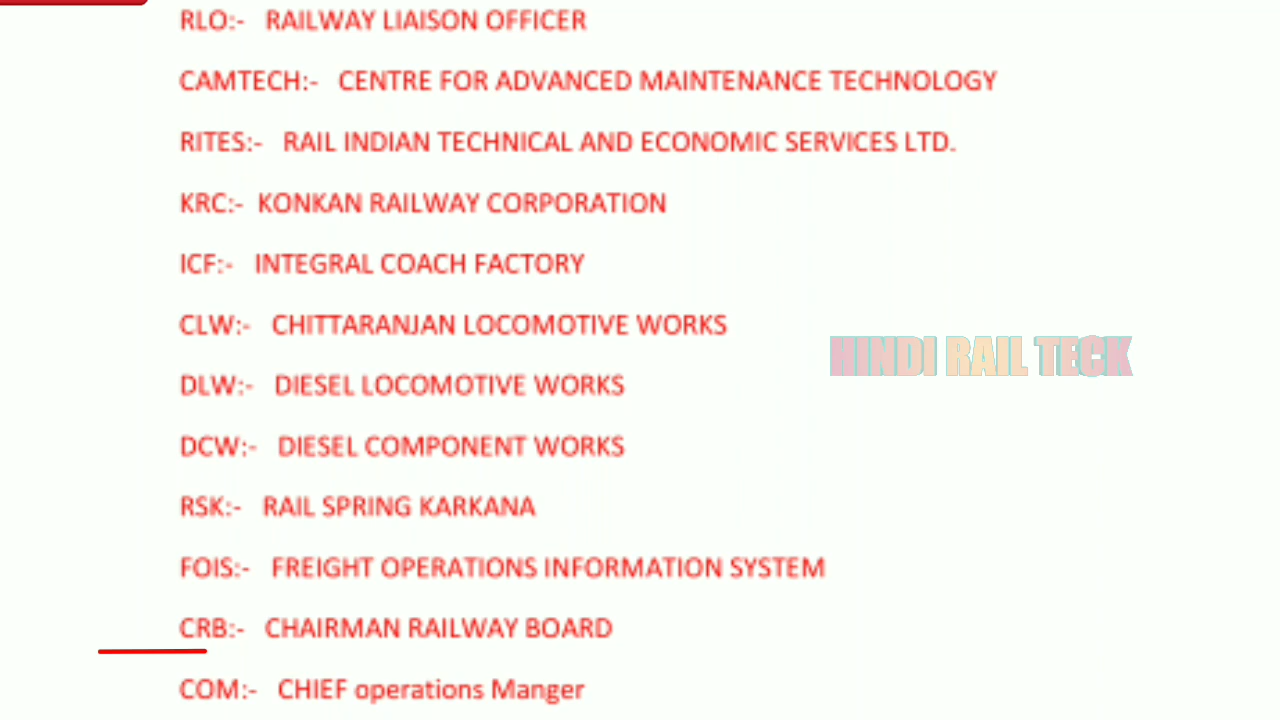 RLO:- RAILWAY LIAISON OFFICER
CAMTECH:- CENTRE FOR ADVANCED MAINTENANCE TECHNOLOGY
RITES:- RAIL INDIAN TECHNICAL AND ECONOMIC SERVICES LTD.
KRC:- KONKAN RAILWAY CORPORATION
ICF:- INTEGRAL COACH FACTORY
CLW:- CHITTARANJAN LOCOMOTIVE WORKS
HINDI RAIL TECK
DLW:- DIESEL LOCOMOTIVE WORKS
DCW:- DIESEL COMPONENT WORKS
RSK:- RAIL SPRING KARKANA
FOIS:- FREIGHT OPERATIONS INFORMATION SYSTEM
CRB:- CHAIRMAN RAILWAY BOARD
COM:- CHIEF operations Manger